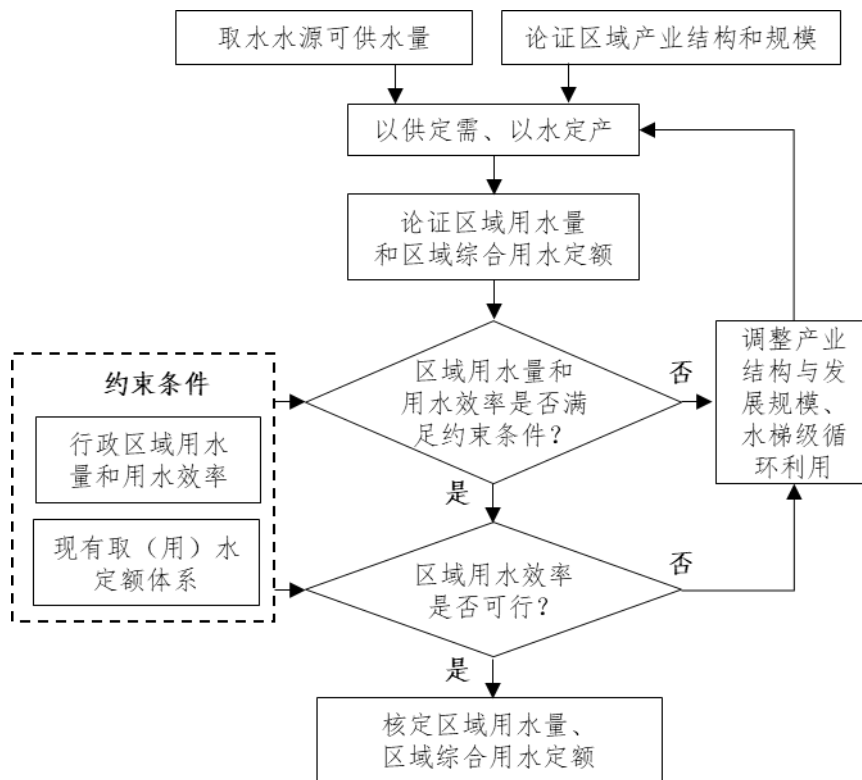 取水水源可供水量
论证区域产业结构和规模
以供定需、以水定产
论证区域用水量
和区域综合用水定额
约束条件
行政区域用水
量和用水效率
现有取（用）水
定额体系
区域用水量和
用水效率是否满
足约束条件？
否
调整产业
结构与发
展规模、
水梯级循
环利用
是
区域用水效率
是否可行？
否
是
核定区域用水量、
区域综合用水定额